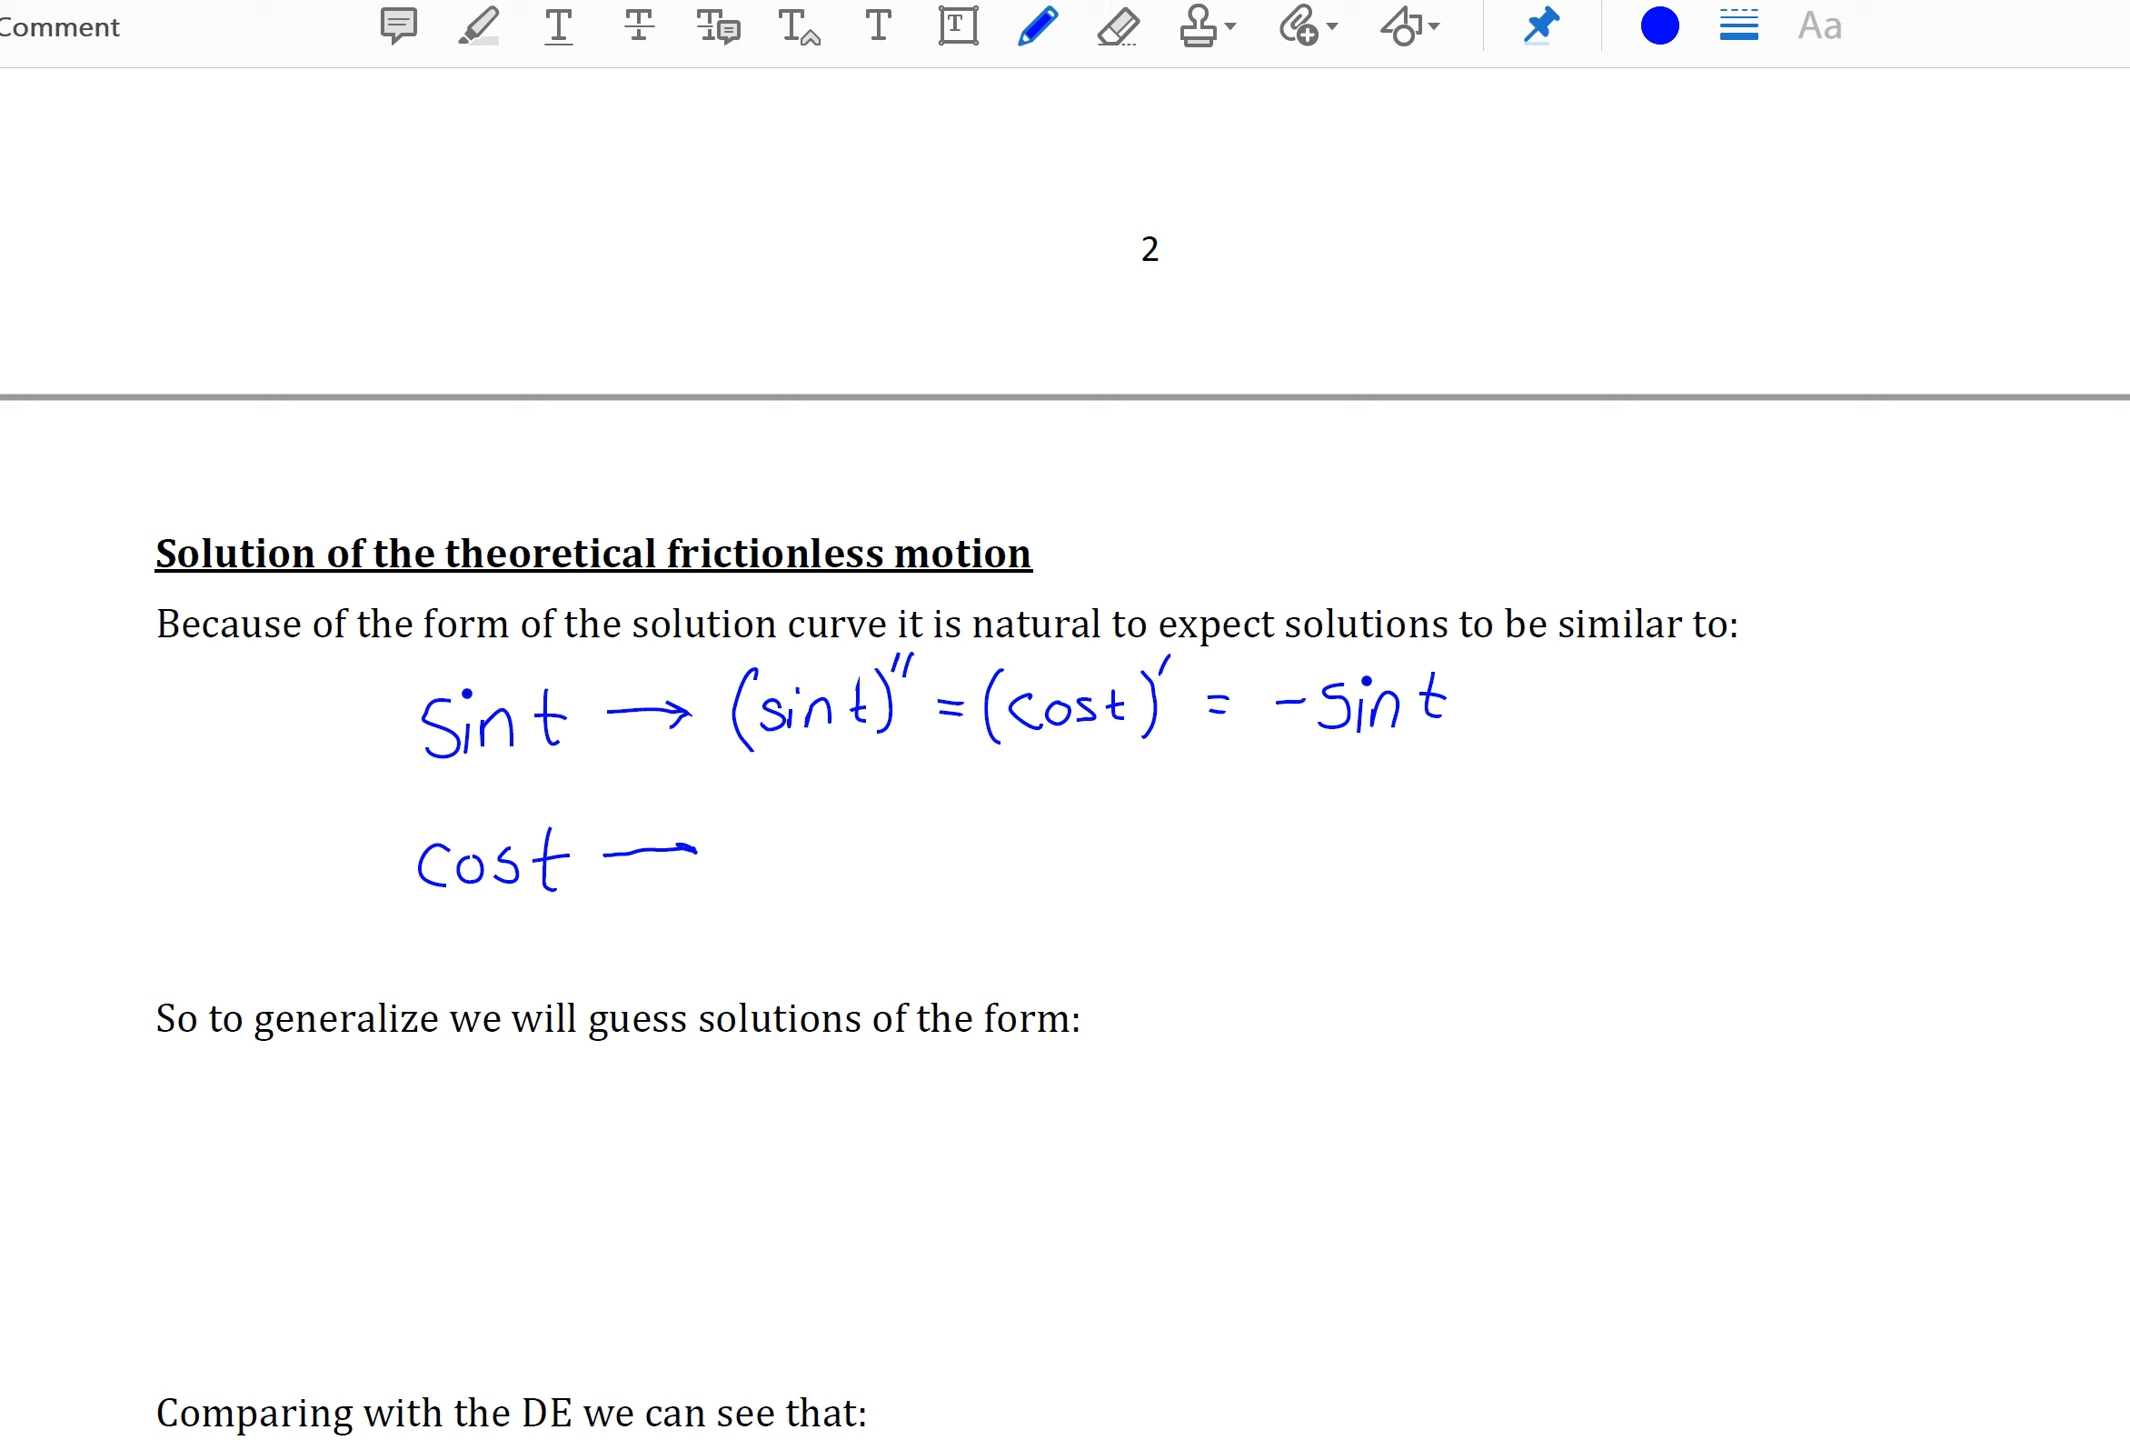 Comment
Aa
2
Solution of the theoretical frictionless motion
Because of the form of the solution curve it is natural to expect solutions to be similar to:
sin t → (sin t)'' = (cos t)' = - sin t
cos t —
So to generalize we will guess solutions of the form:
Comparing with the DE we can see that: